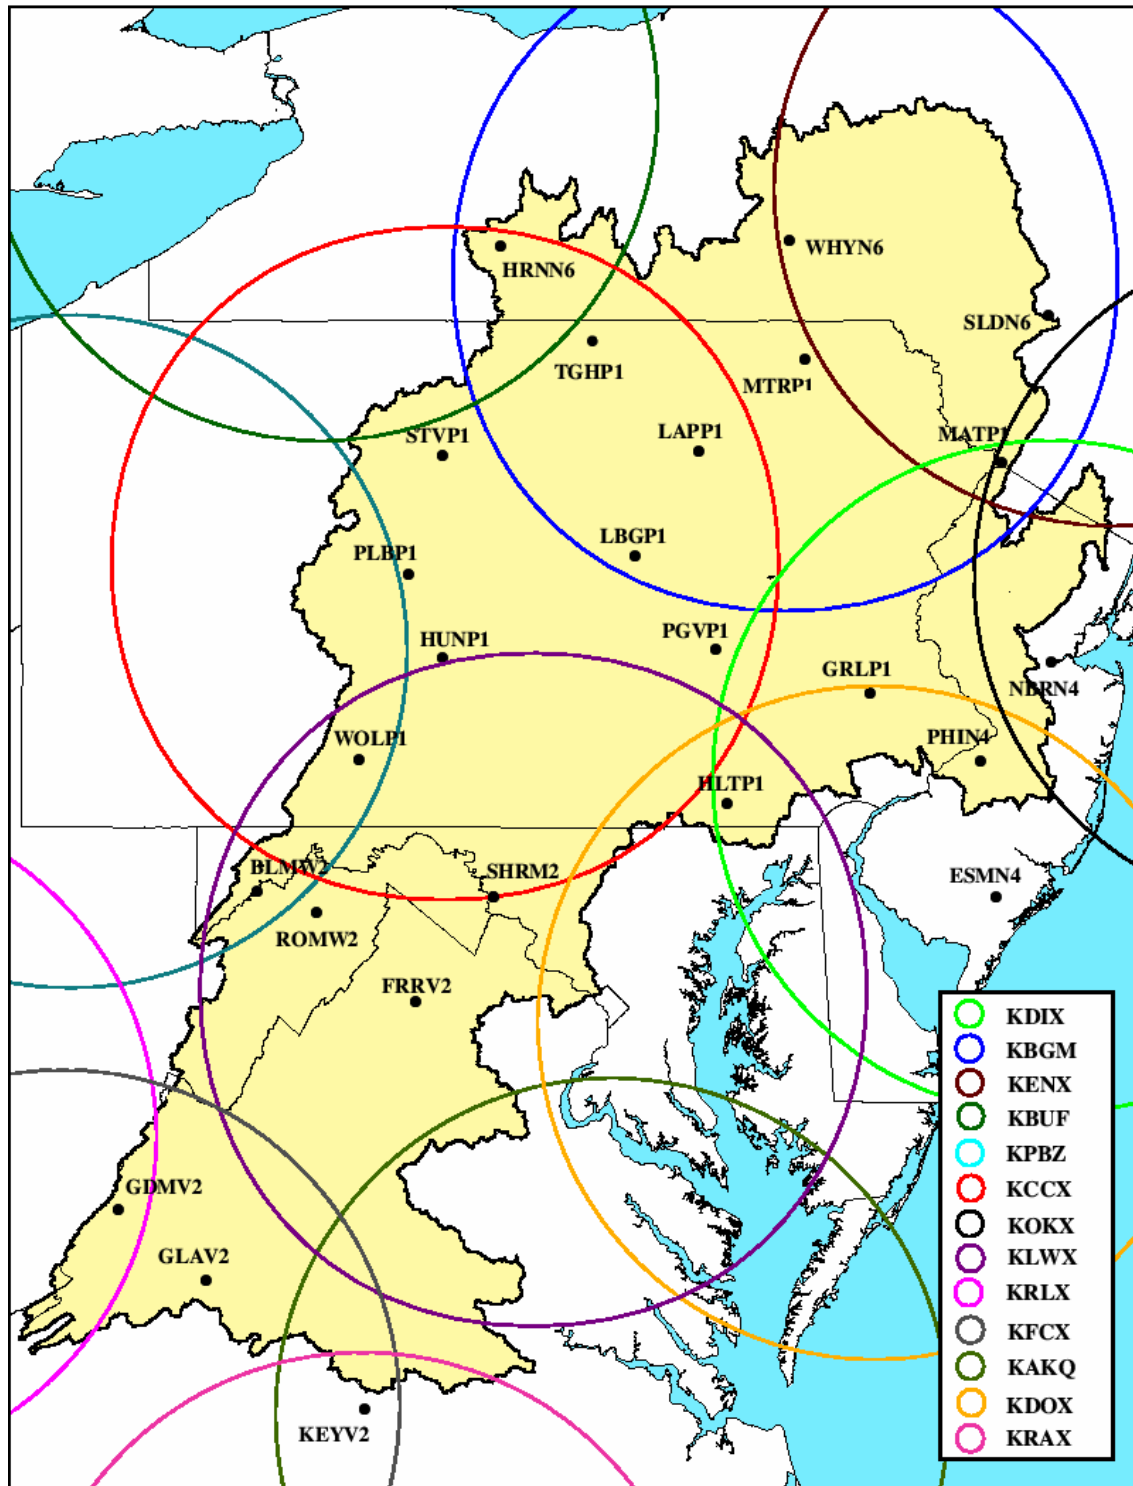 WHYN6
HRNN6
SLDN6
TGHP1
MTRP1
STVP1
LAPP1
MATP1
LBGP1
PLBP1
HUNP1
PGVP1
GRLP1
NBRN4
WOLP1
PHIN4
HLTP1
BLMW2
SHRM2
ESMN4
ROMW2
FRRV2
GDMV2
GLAV2
KEYV2
KDIX
KBGM
KENX
KBUF
KPBZ
KCCX
KOKX
KLWX
KRLX
KFCX
KAKQ
KDOX
KRAX